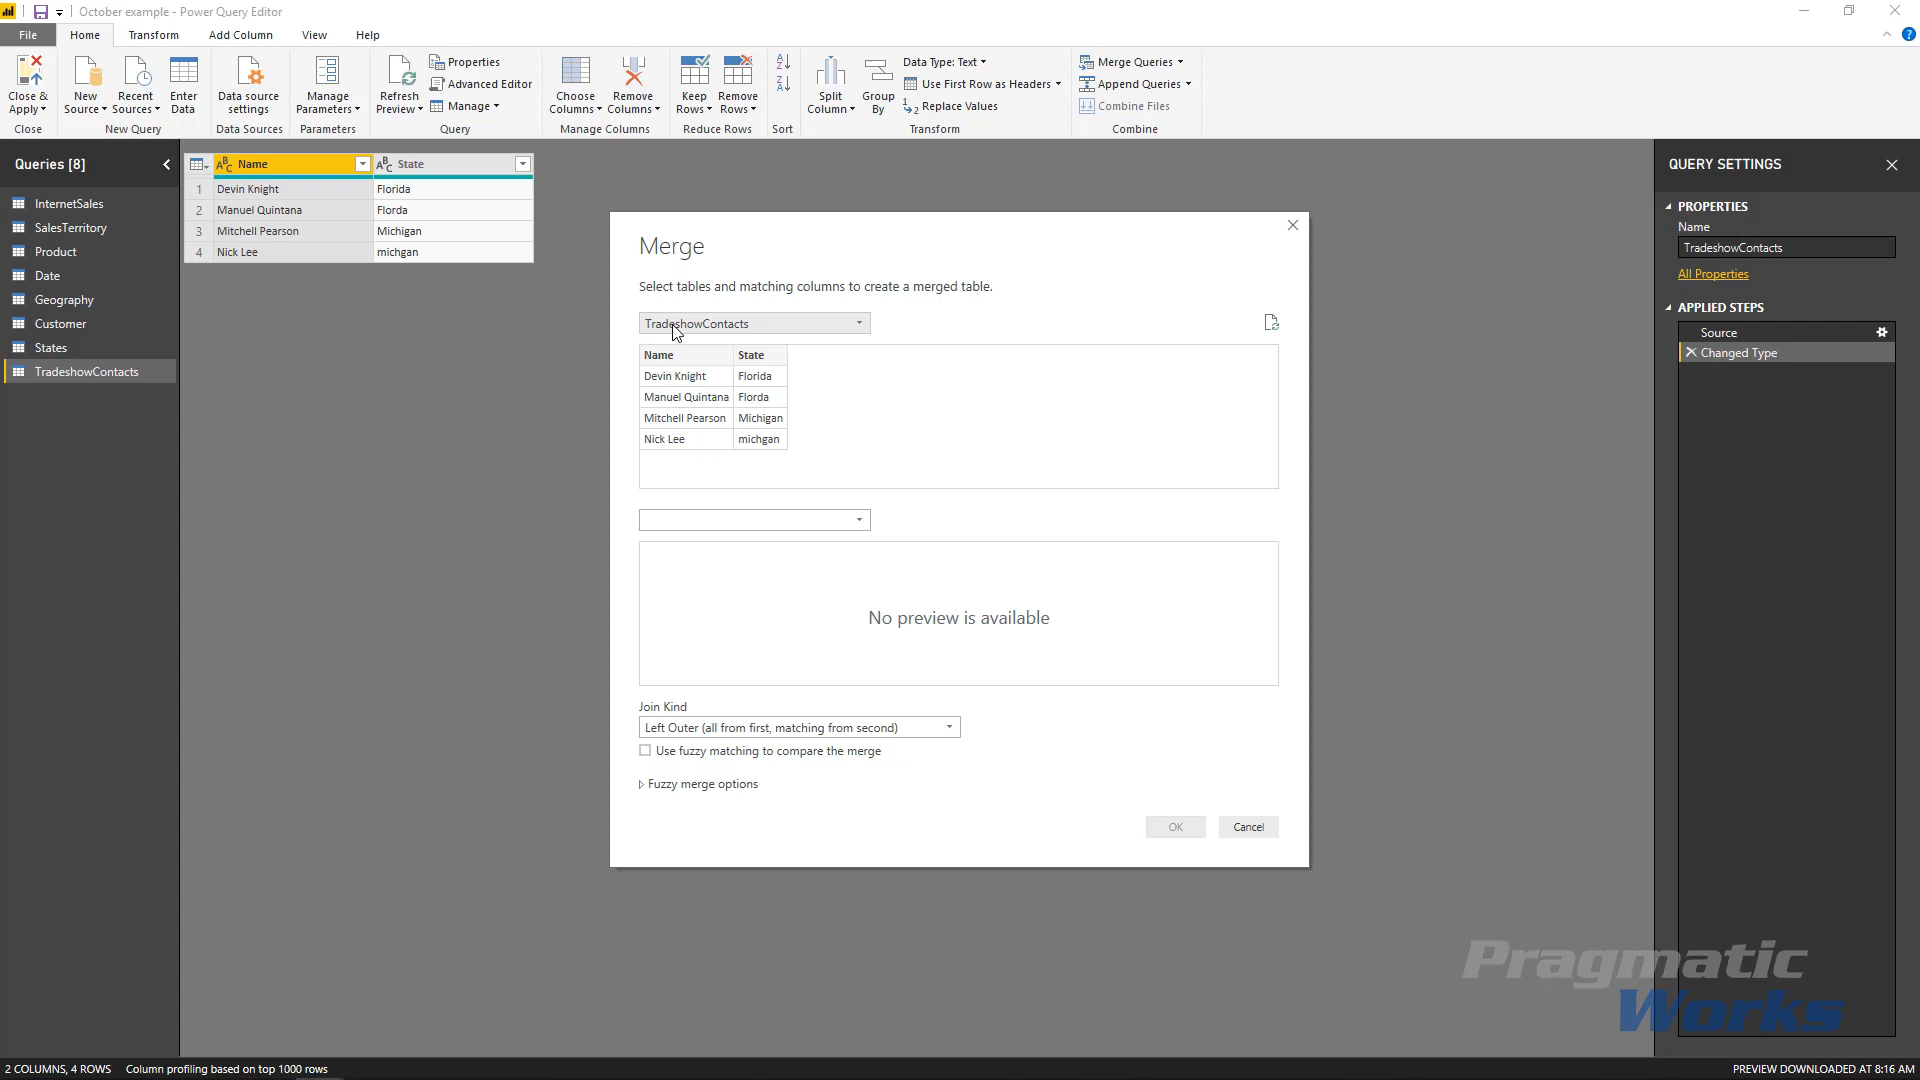 October example - Power Query Editor
File
Home
Transform
Add Column
View
Help
Close &
Apply
Close
New
Source
Recent
Sources
Enter
Data
New Query
Data source
settings
Data Sources
Manage
Parameters
Parameters
Refresh
Preview
Properties
Advanced Editor
Manage
Query
Choose
Columns
Remove
Columns
Manage Columns
Keep
Rows
Remove
Rows
Reduce Rows
Sort
Split
Column
Group
By
Data Type: Text
Use First Row as Headers
Replace Values
Transform
Merge Queries
Append Queries
Combine Files
Combine
Queries [8]
InternetSales
SalesTerritory
Product
Date
Geography
Customer
States
TradeshowContacts
Name State
1 Devin Knight Florida
2 Manuel Quintana Florda
3 Mitchell Pearson Michigan
4 Nick Lee michgan
Merge
Select tables and matching columns to create a merged table.
TradeshowContacts
Name State
Devin Knight Florida
Manuel Quintana Florda
Mitchell Pearson Michigan
Nick Lee michgan
No preview is available
Join Kind
Left Outer (all from first, matching from second)
Use fuzzy matching to compare the merge
Fuzzy merge options
OK
Cancel
QUERY SETTINGS
PROPERTIES
Name
TradeshowContacts
All Properties
APPLIED STEPS
Source
Changed Type
Pragmatic
Works
2 COLUMNS, 4 ROWS Column profiling based on top 1000 rows
PREVIEW DOWNLOADED AT 8:16 AM